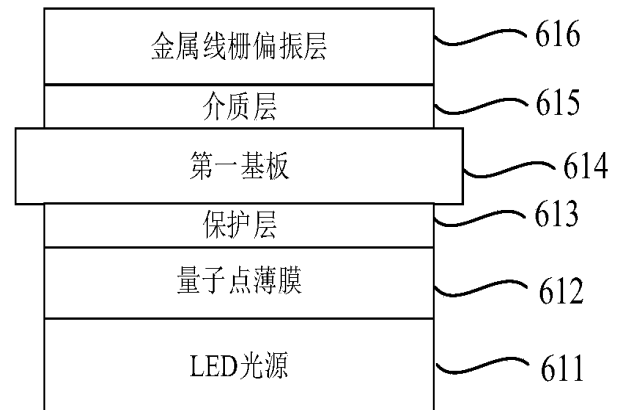 金属线栅偏振层 616
介质层 615
第一基板 614
保护层 613
量子点薄膜 612
LED光源 611